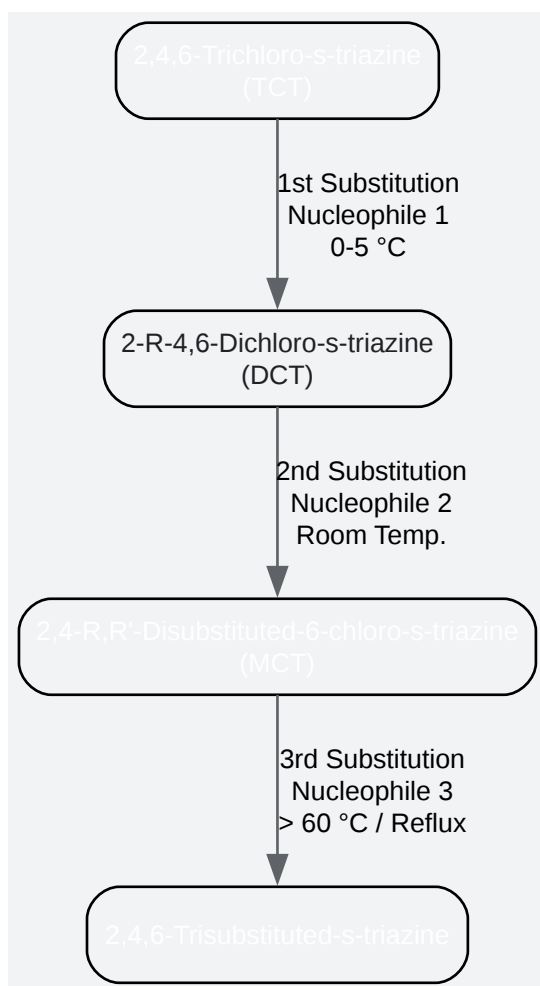 2,4,6-Trichloro-s-triazine
(TCT)
1st Substitution
Nucleophile 1
0-5 °C
2-R-4,6-Dichloro-s-triazine
(DCT)
2nd Substitution
Nucleophile 2
Room Temp.
2,4-R,R'-Disubstituted-6-chloro-s-triazine
(MCT)
3rd Substitution
Nucleophile 3
> 60 °C / Reflux
2,4,6-Trisubstituted-s-triazine